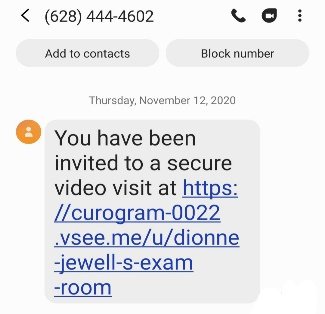 (628) 444-4602
Add to contacts
Block number
Thursday, November 12, 2020
You have been
invited to a secure
video visit at https:
//curogram-0022
.vsee.me/u/dionne
-jewell-s-exam
-room